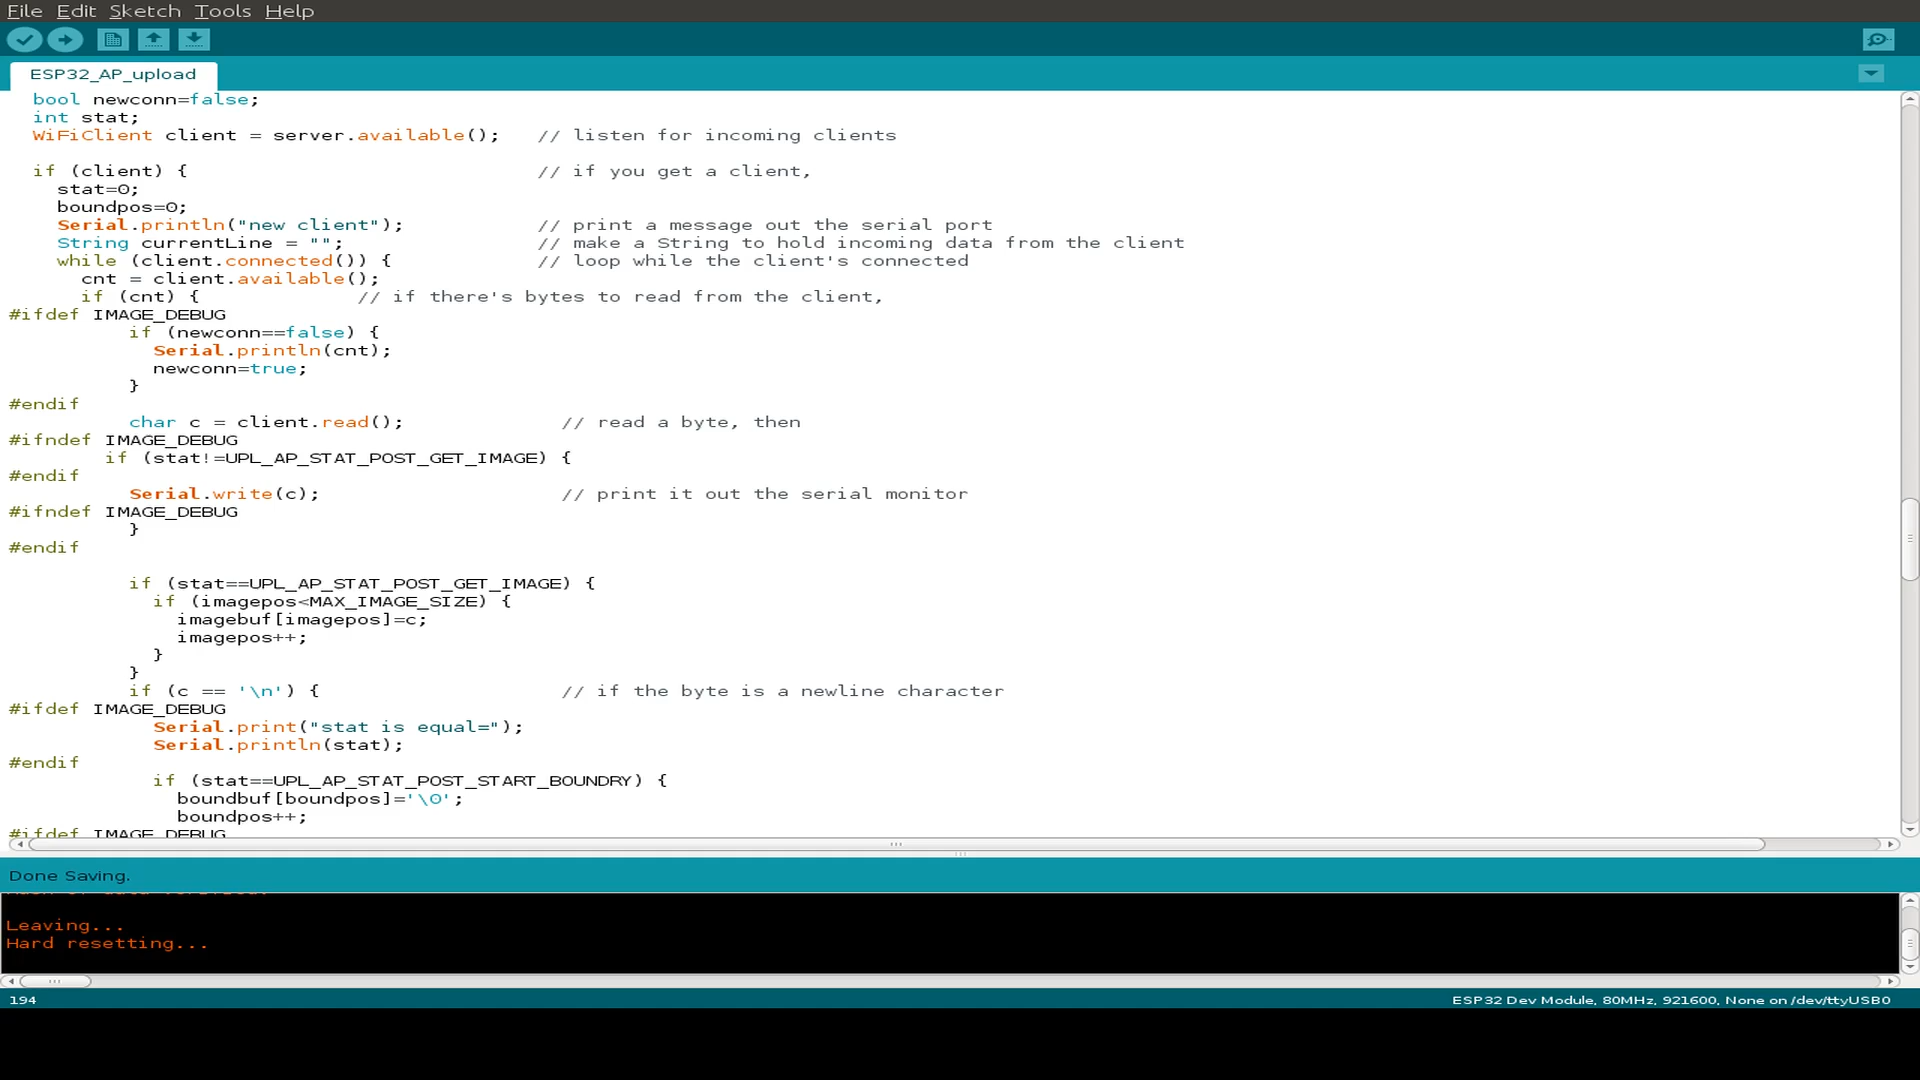 File Edit Sketch Tools Help
ESP32_AP_upload
bool newconn=false;
int stat;
WiFiClient client = server.available();   // listen for incoming clients
if (client) {                             // if you get a client,
stat=0;
boundpos=0;
Serial.println("new client");           // print a message out the serial port
String currentLine = "";                // make a String to hold incoming data from the client
while (client.connected()) {            // loop while the client's connected
cnt = client.available();
if (cnt) {             // if there's bytes to read from the client,
#ifdef IMAGE_DEBUG
if (newconn==false) {
Serial.println(cnt);
newconn=true;
}
#endif
char c = client.read();             // read a byte, then
#ifndef IMAGE_DEBUG
if (stat!=UPL_AP_STAT_POST_GET_IMAGE) {
#endif
Serial.write(c);                    // print it out the serial monitor
#ifndef IMAGE_DEBUG
}
#endif
if (stat==UPL_AP_STAT_POST_GET_IMAGE) {
if (imagepos<MAX_IMAGE_SIZE) {
imagebuf[imagepos]=c;
imagepos++;
}
}
if (c == '\n') {                    // if the byte is a newline character
#ifdef IMAGE_DEBUG
Serial.print("stat is equal=");
Serial.println(stat);
#endif
if (stat==UPL_AP_STAT_POST_START_BOUNDRY) {
boundbuf[boundpos]='\0';
boundpos++;
#ifdef IMAGE_DEBUG
Done Saving.
Leaving...
Hard resetting...
194
ESP32 Dev Module, 80MHz, 921600, None on /dev/ttyUSB0